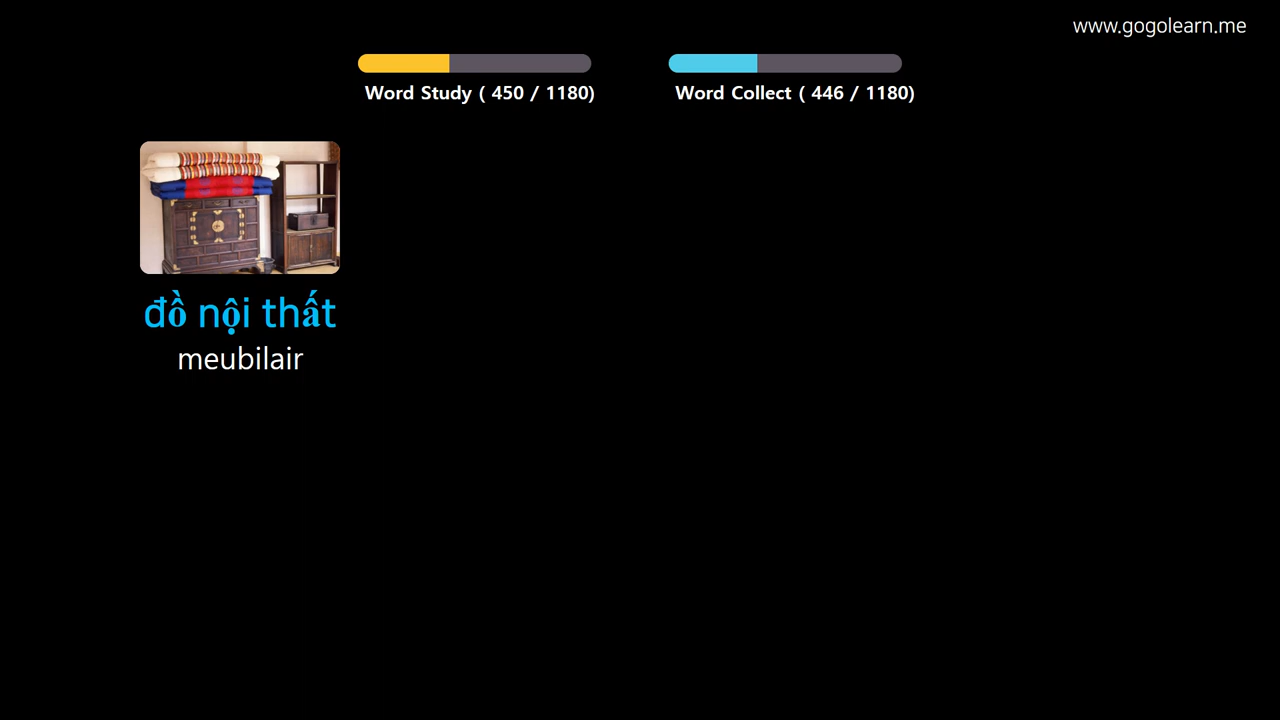 www.gogolearn.me
Word Study ( 450 / 1180)
Word Collect ( 446 / 1180)
đồ nội thất
meubilair